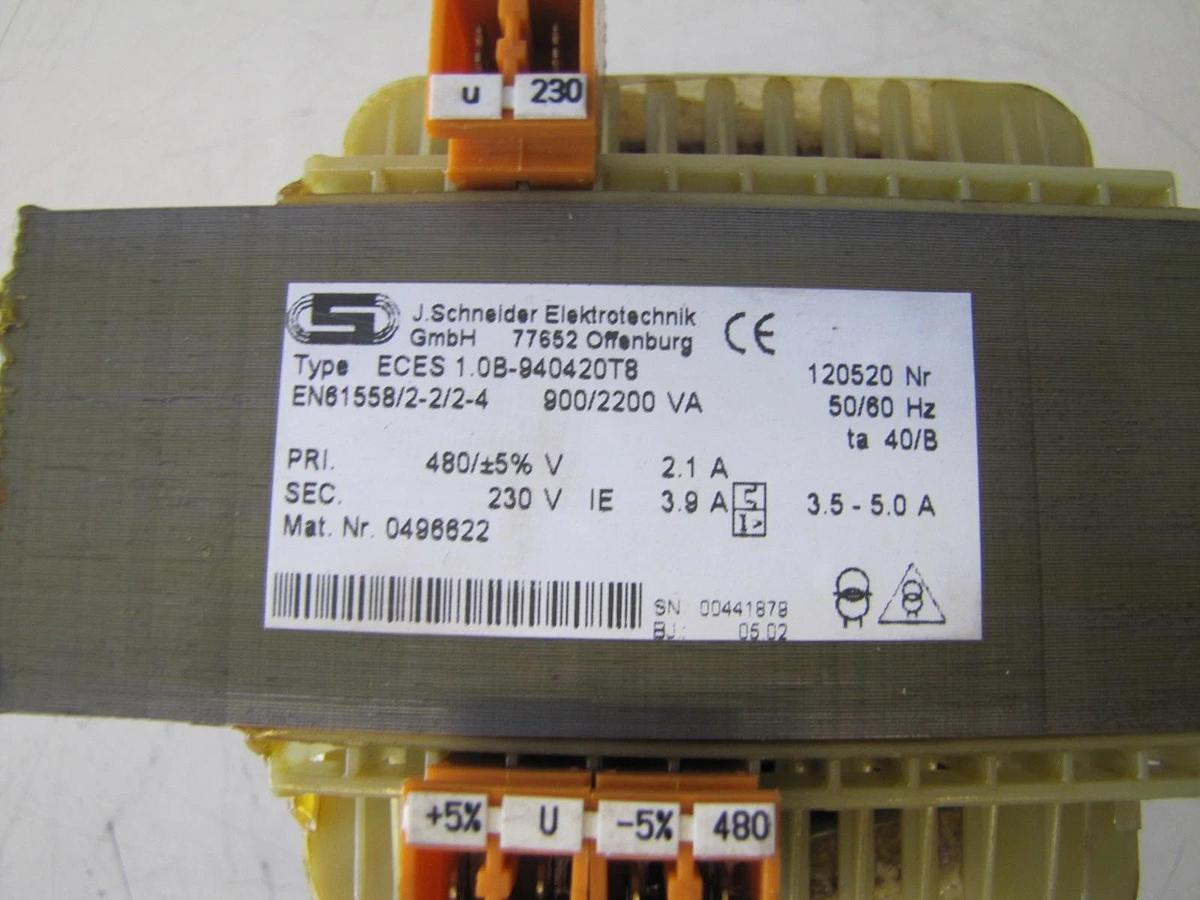 u 230
J.Schneider Elektrotechnik
GmbH 77652 Offenburg
CE
Type ECES 1.0B-940420T8
120520 Nr
EN61558/2-2/2-4 900/2200 VA
50/60 Hz
ta 40/B
PRI. 480/±5% V 2.1 A
SEC. 230 V IE 3.9 A I> 3.5 - 5.0 A
Mat. Nr. 0496622
SN 00441879
BJ.: 05.02
+5% U -5% 480